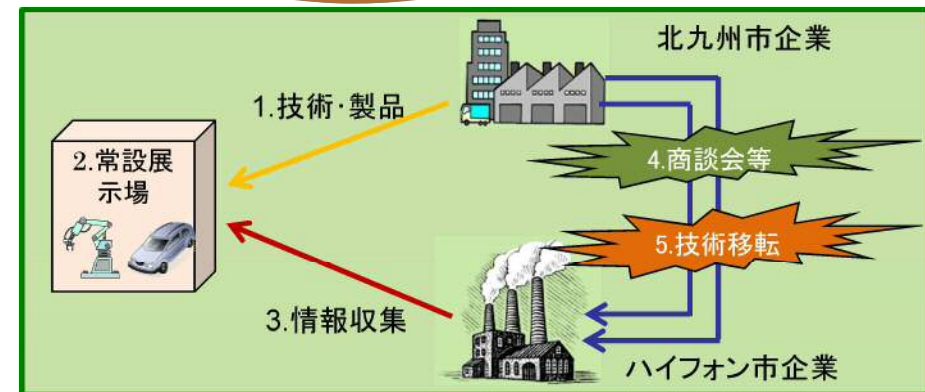 北九州市企業
1.技術･製品
2.常設展
示場
4.商談会等
5.技術移転
3.情報収集
ハイフォン市企業